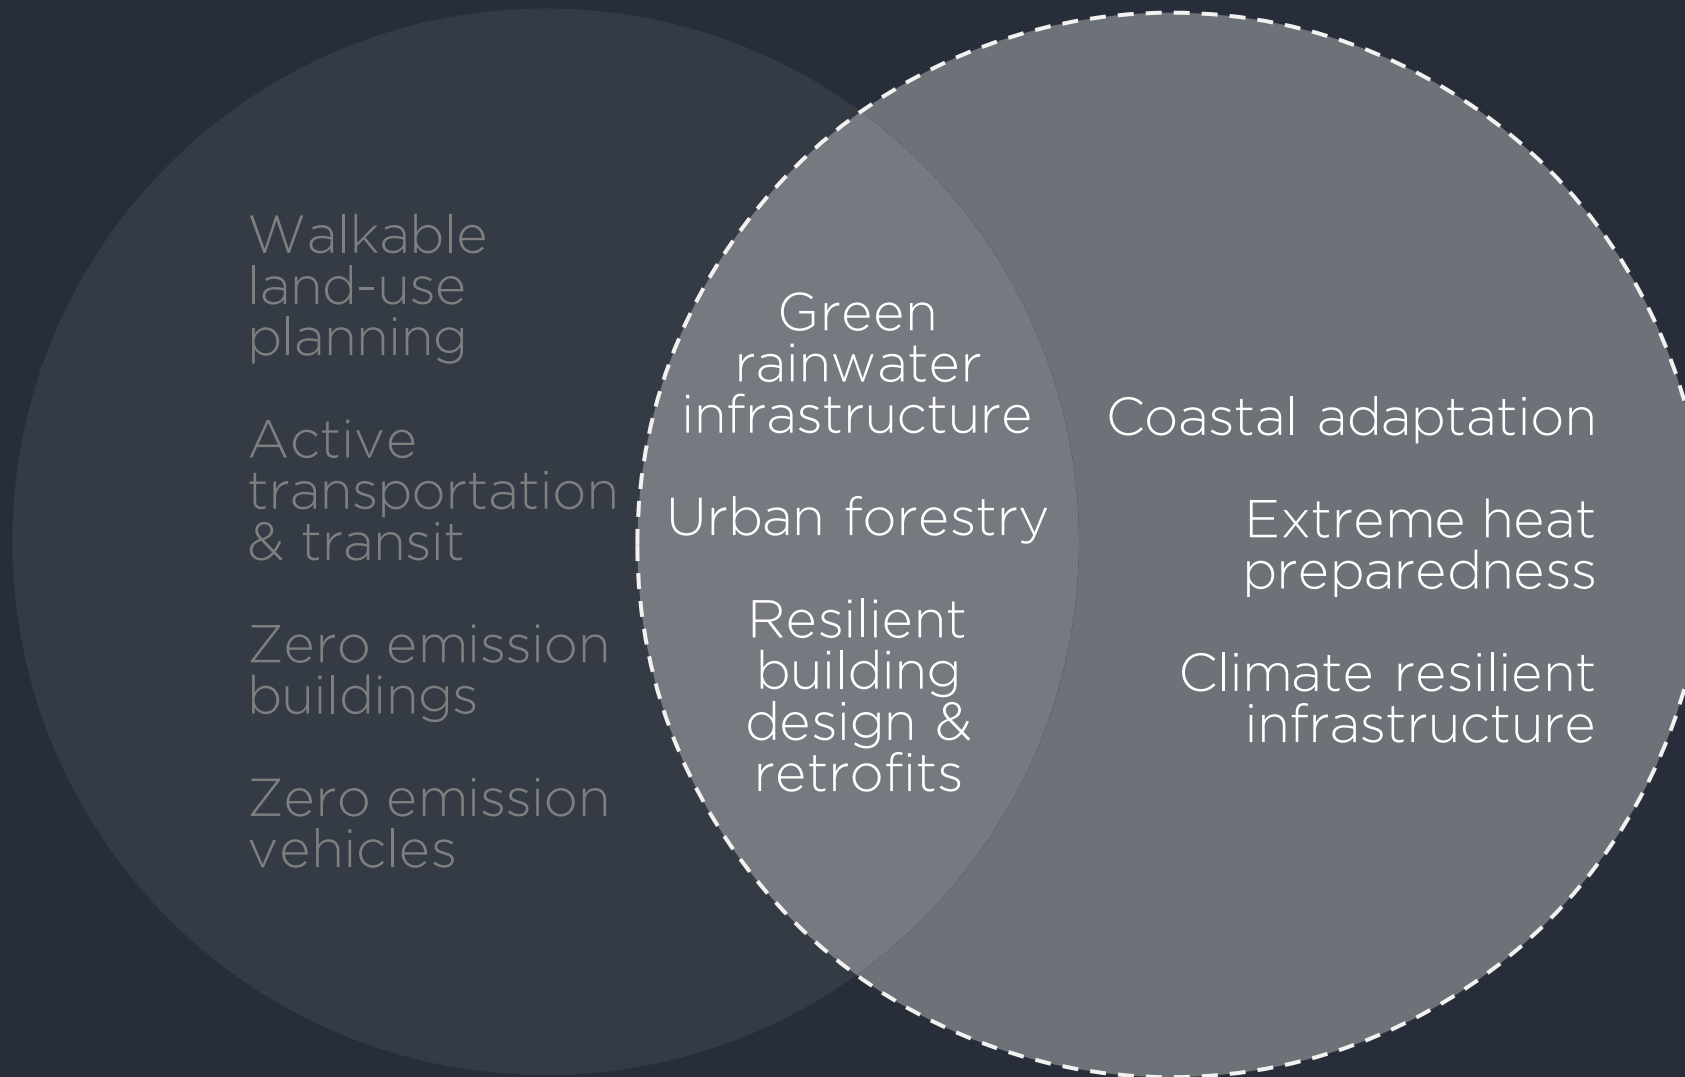 Walkable
land-use
planning
Active
transportation
& transit
Zero emission
buildings
Zero emission
vehicles
Green
rainwater
infrastructure
Urban forestry
Resilient
building
design &
retrofits
Coastal adaptation
Extreme heat
preparedness
Climate resilient
infrastructure